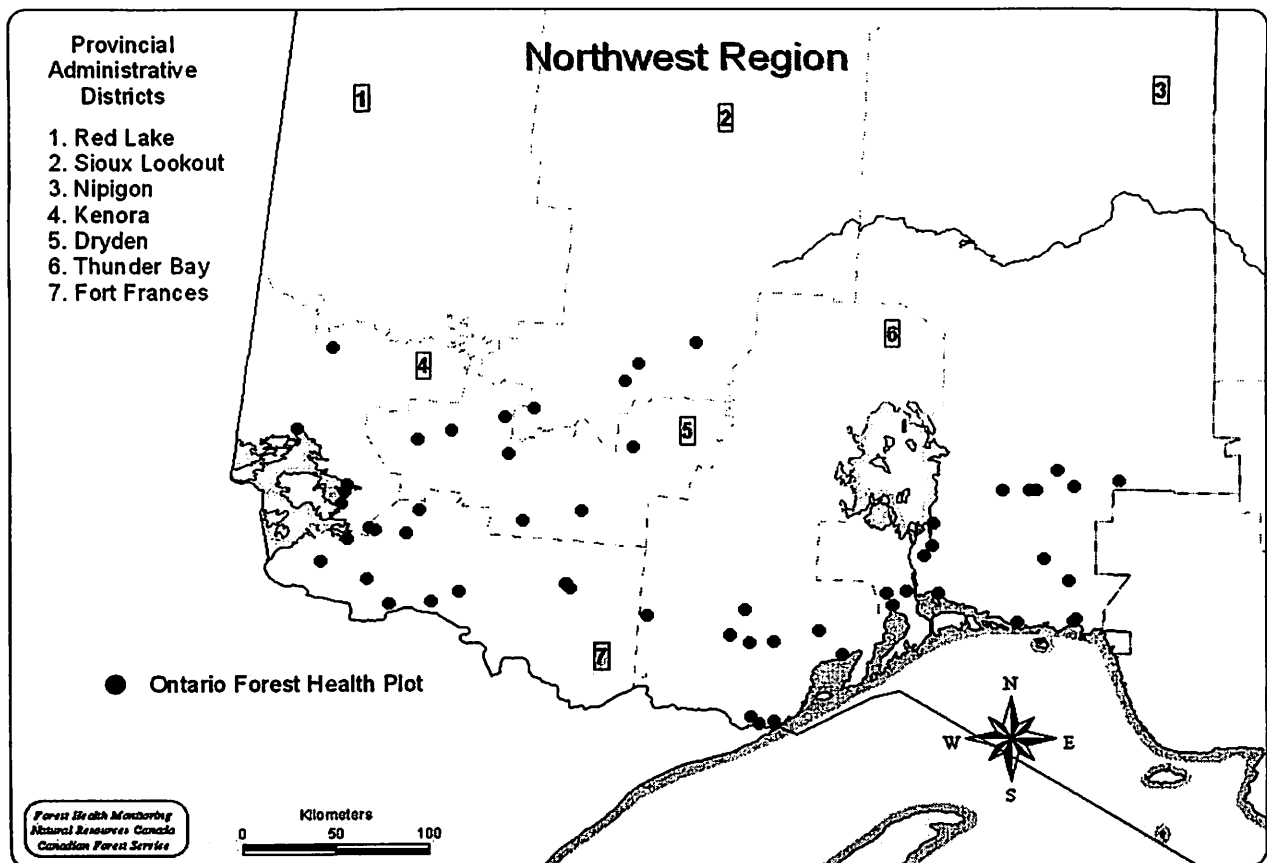 Northwest Region
Provincial
Administrative
Districts
1. Red Lake
2. Sioux Lookout
3. Nipigon
4. Kenora
5. Dryden
6. Thunder Bay
7. Fort Frances
1
2
3
4
5
6
7
Ontario Forest Health Plot
N
W
E
S
Forest Health Monitoring
Natural Resources Canada
Canadian Forest Service
Kilometers
0
50
100